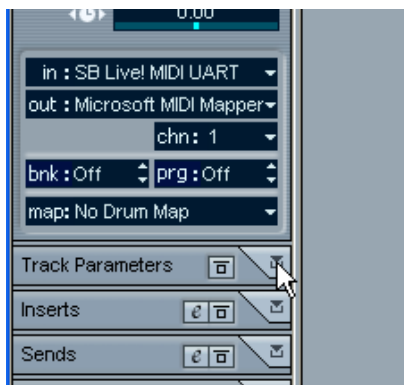 0.00
in : SB Live! MIDI UART
out : Microsoft MIDI Mapper
chn: 1
bnk : Off prg : Off
map: No Drum Map
Track Parameters
Inserts e
Sends e